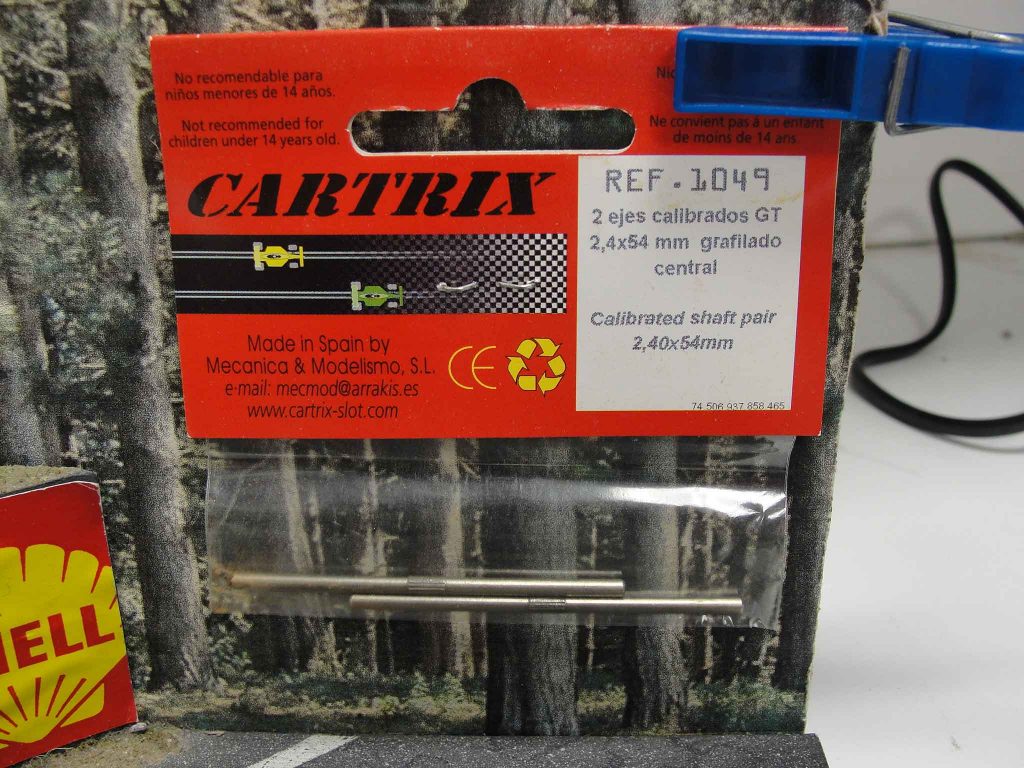 No recomendable para
niños menores de 14 años.
Not recommended for
children under 14 years old.
Ne convient pas à un enfant
de moins de 14 ans
CARTRIX
REF.1049
2 ejes calibrados GT
2,4x54 mm grafilado
central
Calibrated shaft pair
2,40x54mm
74 506 937 858 465
Made in Spain by
Mecanica & Modelismo, S.L.
e-mail: mecmod@arrakis.es
www.cartrix-slot.com
CE